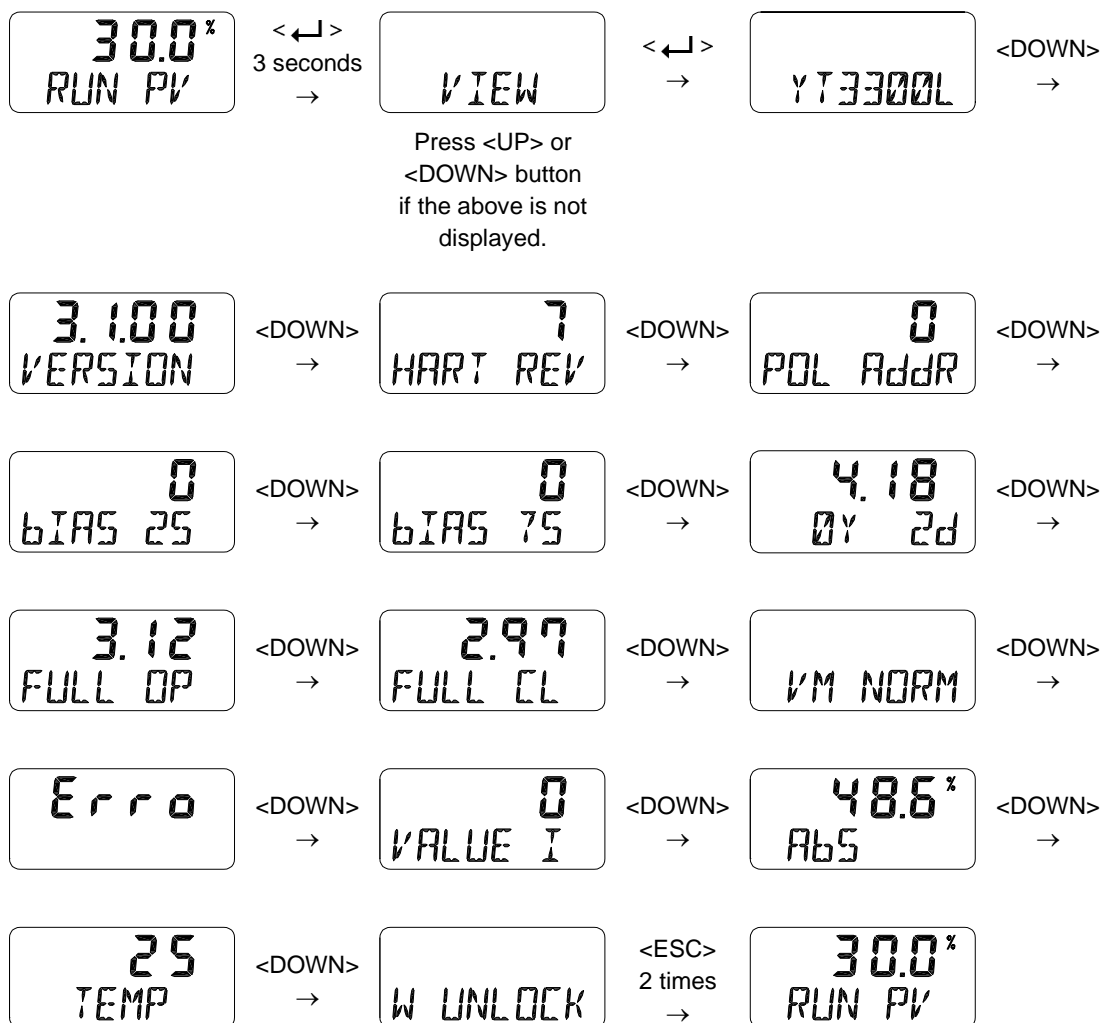 30.0%
RUN PV
< ↵ >
3 seconds
→
VIEW
Press <UP> or
<DOWN> button
if the above is not
displayed.
< ↵ >
→
YT3300L
<DOWN>
→
3.1.00
VERSION
<DOWN>
→
7
HART REV
<DOWN>
→
0
POL AddR
<DOWN>
→
0
bIAS 25
<DOWN>
→
0
bIAS 75
<DOWN>
→
4.18
0Y 2d
<DOWN>
→
3.12
FULL OP
<DOWN>
→
2.97
FULL CL
<DOWN>
→
VM NORM
<DOWN>
→
Erro
<DOWN>
→
0
VALUE I
<DOWN>
→
48.6%
AbS
<DOWN>
→
25
TEMP
<DOWN>
→
W UNLOCK
<ESC>
2 times
→
30.0%
RUN PV